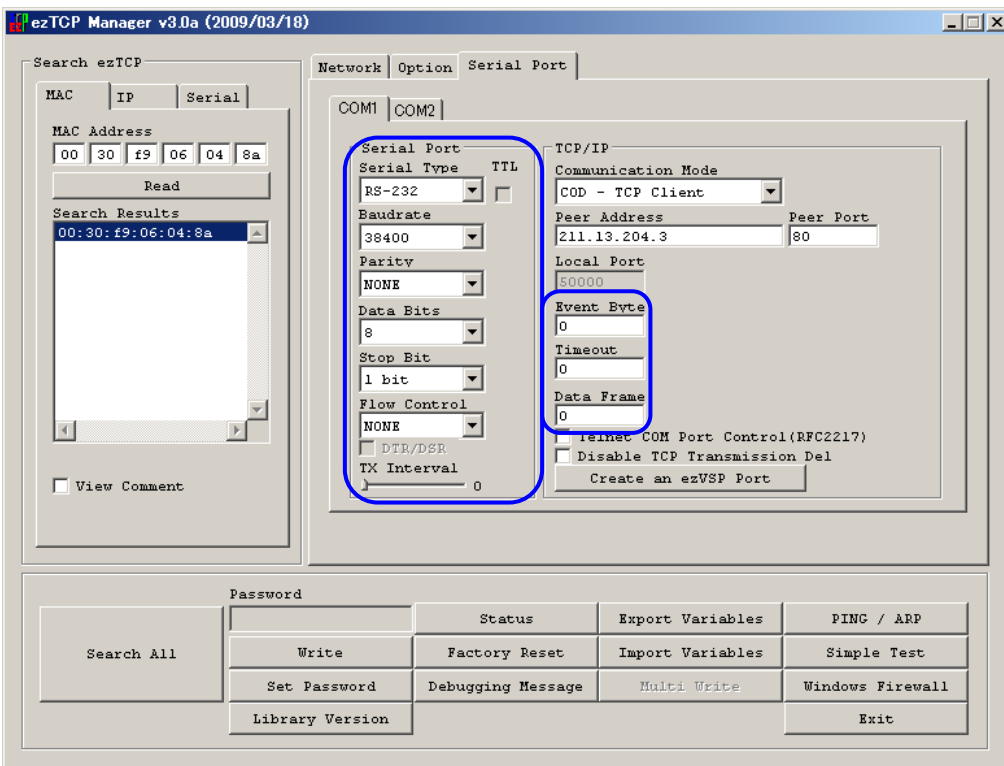 ezTCP Manager v3.0a (2009/03/18)
Search ezTCP
MAC IP Serial
MAC Address
00 30 f9 06 04 8a
Read
Search Results
00:30:f9:06:04:8a
View Comment
Network Option Serial Port
COM1 COM2
Serial Port
Serial Type TTL
RS-232
Baudrate
38400
Parity
NONE
Data Bits
8
Stop Bit
1 bit
Flow Control
NONE
DTR/DSR
TX Interval
0
TCP/IP
Communication Mode
COD - TCP Client
Peer Address Peer Port
211.13.204.3 80
Local Port
50000
Event Byte
0
Timeout
0
Data Frame
0
Telnet COM Port Control(RFC2217)
Disable TCP Transmission Del
Create an ezVSP Port
Password
Status Export Variables PING / ARP
Search All Write Factory Reset Import Variables Simple Test
Set Password Debugging Message Multi Write Windows Firewall
Library Version Exit